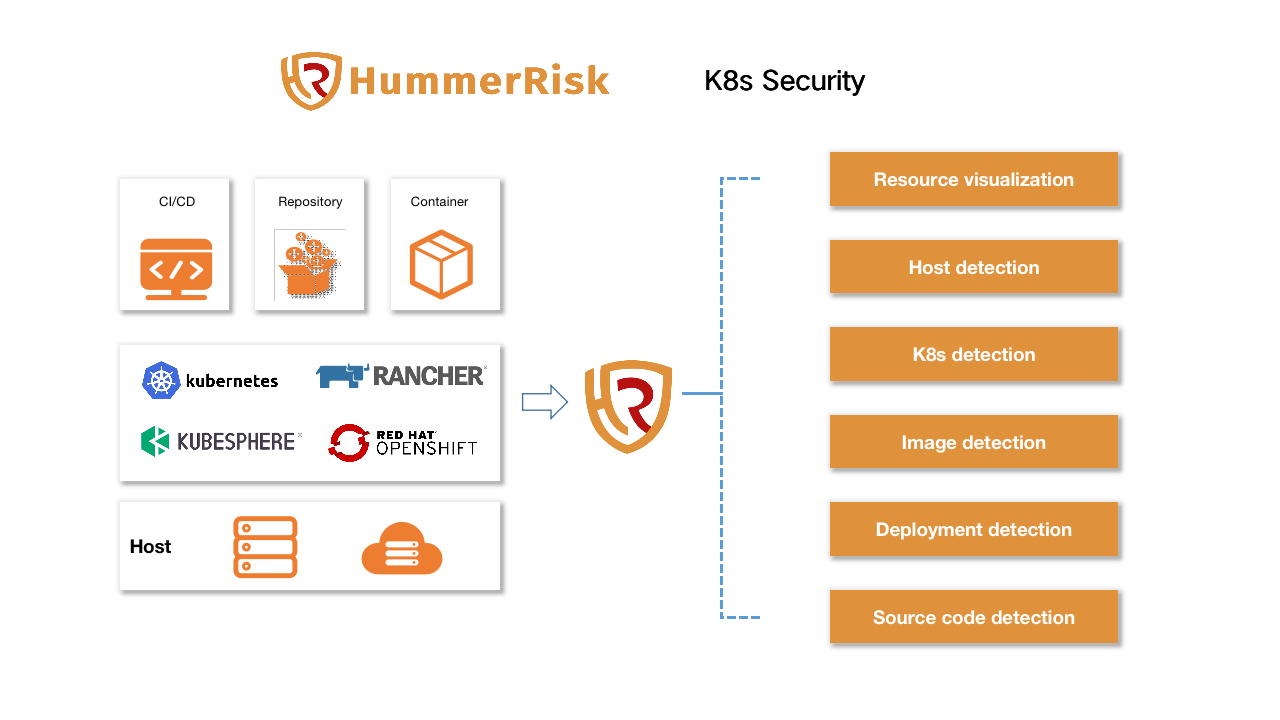 HummerRisk
K8s Security
CI/CD
Repository
Container
kubernetes
RANCHER
KUBESPHERE
RED HAT
OPENSHIFT
Host
Resource visualization
Host detection
K8s detection
Image detection
Deployment detection
Source code detection